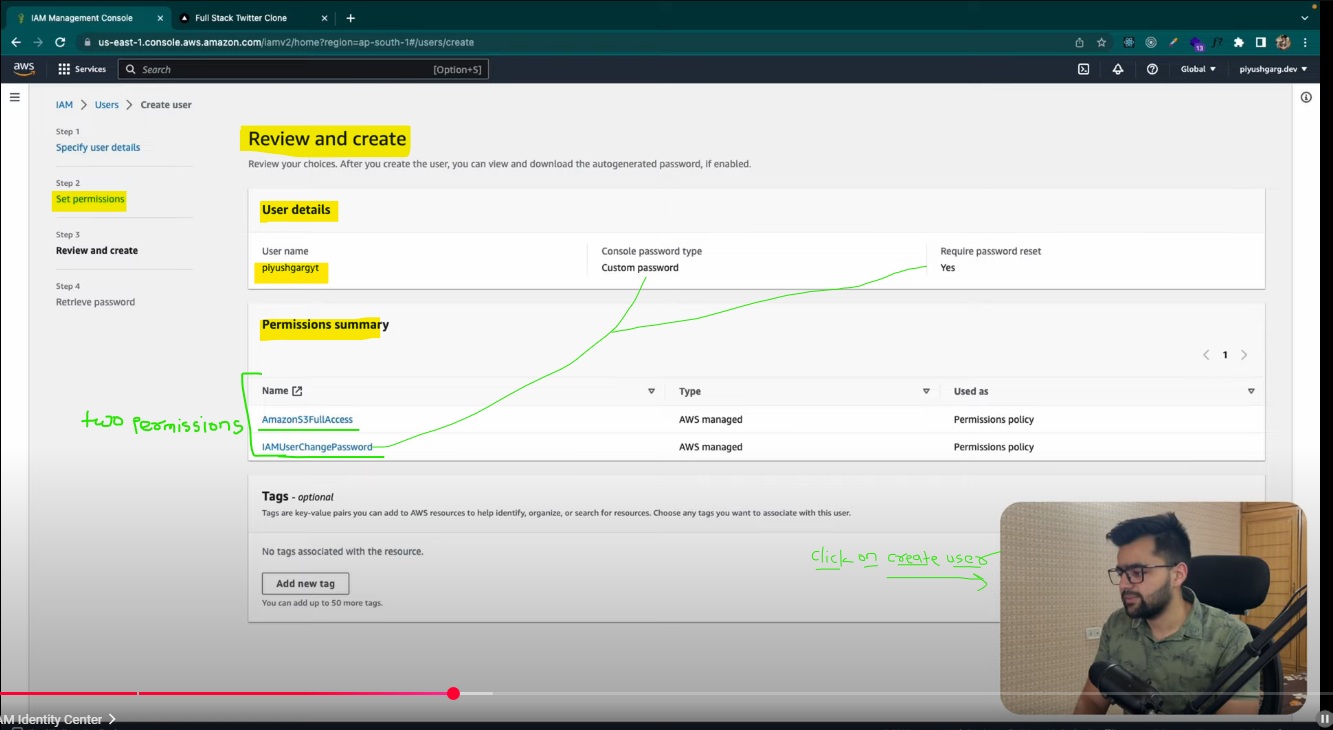 IAM Management Console
Full Stack Twitter Clone
us-east-1.console.aws.amazon.com/iamv2/home?region=ap-south-1#/users/create
13
f?
aws
Services
Search
[Option+S]
Global
piyushgarg.dev
IAM > Users > Create user
Step 1
Specify user details
Step 2
Set permissions
Step 3
Review and create
Step 4
Retrieve password
Review and create
Review your choices. After you create the user, you can view and download the autogenerated password, if enabled.
User details
User name
piyushgargyt
Console password type
Custom password
Require password reset
Yes
Permissions summary
1
Name
Type
Used as
AmazonS3FullAccess
AWS managed
Permissions policy
IAMUserChangePassword
AWS managed
Permissions policy
two permissions
Tags - optional
Tags are key-value pairs you can add to AWS resources to help identify, organize, or search for resources. Choose any tags you want to associate with this user.
No tags associated with the resource.
Add new tag
You can add up to 50 more tags.
click on create user
AM Identity Center >